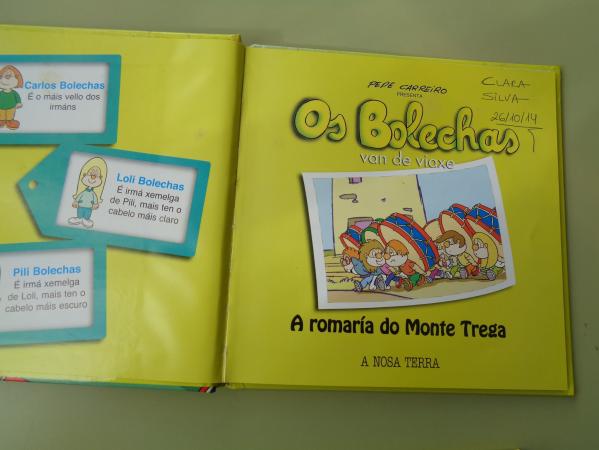 Carlos Bolechas
É o máis vello dos
irmáns
Loli Bolechas
É irmá xemelga
de Pili, mais ten o
cabelo máis claro
Pili Bolechas
É irmá xemelga
de Loli, mais ten o
cabelo máis escuro
PEPE CARREIRO
PRESENTA
Os Bolechas
van de viaxe
CLARA
SILVA
26/10/14
A romaría do Monte Trega
A NOSA TERRA